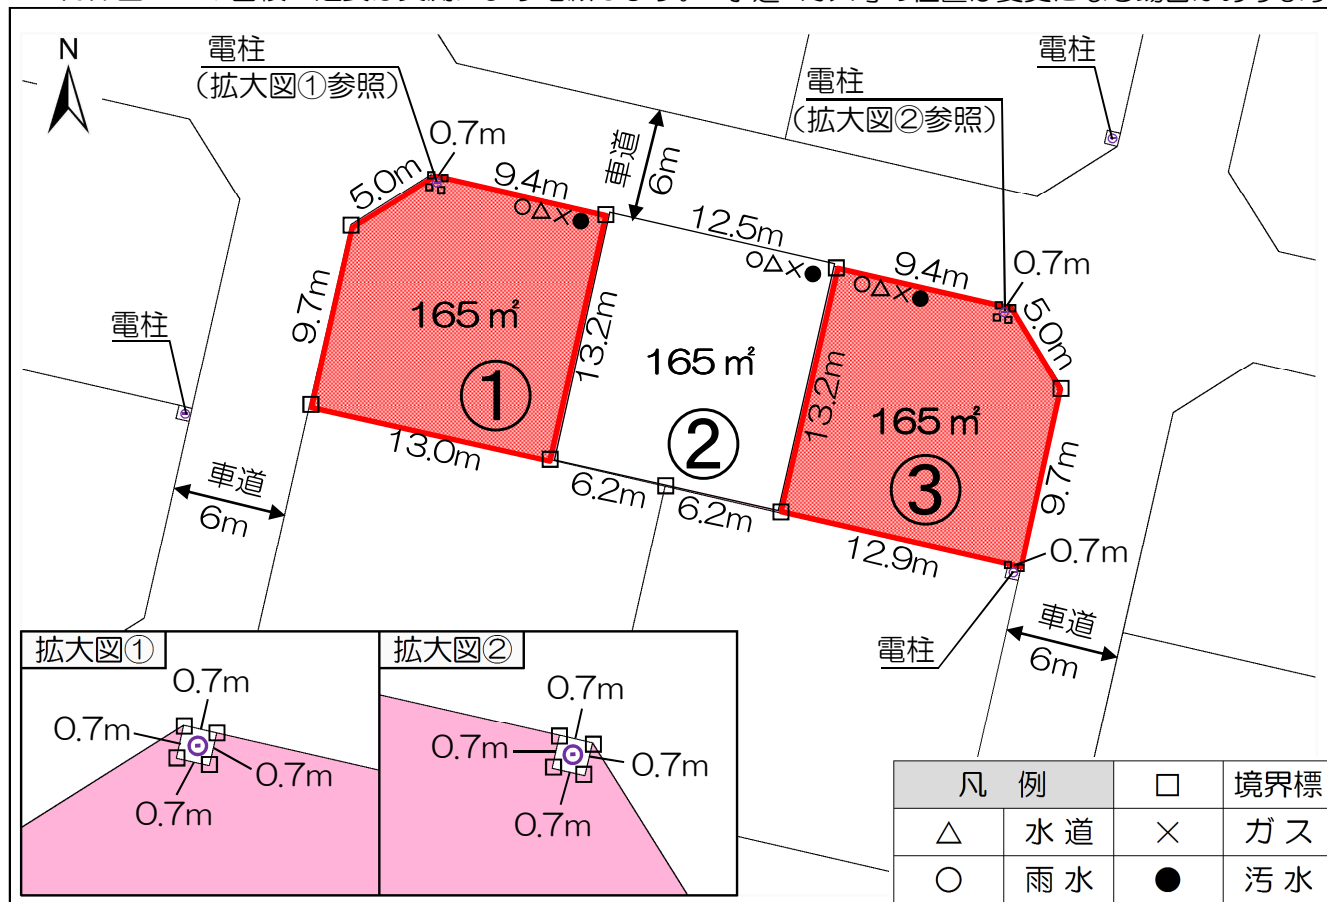 N
電柱
(拡大図①参照)
0.7m
5.0m
9.4m
車道
6m
12.5m
電柱
電柱
(拡大図②参照)
9.4m
0.7m
5.0m
9.7m
165㎡
①
13.2m
13.0m
165㎡
②
6.2m
6.2m
13.2m
165㎡
③
9.7m
12.9m
0.7m
電柱
車道
6m
電柱
車道
6m
拡大図①
0.7m
0.7m
0.7m
0.7m
拡大図②
0.7m
0.7m
0.7m
0.7m
凡 例 □ 境界標
△ 水道 × ガス
○ 雨水 ● 汚水